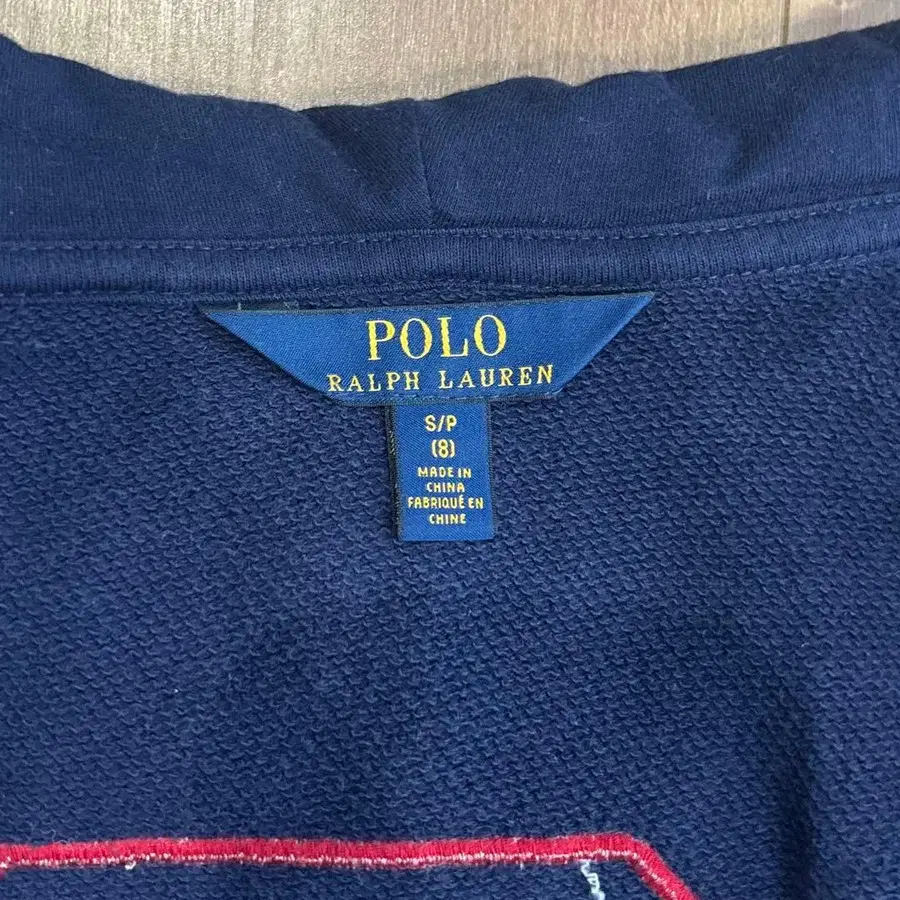 POLO
RALPH LAUREN
S/P
(8)
MADE IN
CHINA
FABRIQUÉ EN
CHINE